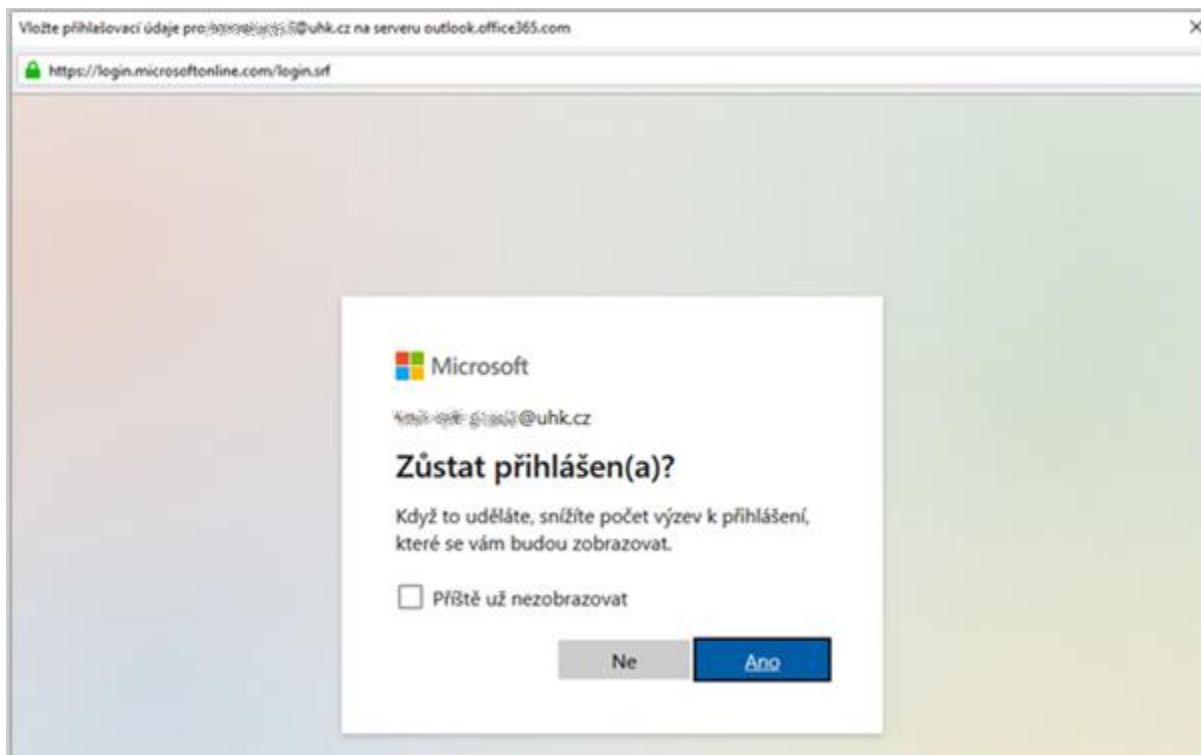 Vložte přihlašovací údaje pro @uhk.cz na serveru outlook.office365.com
https://login.microsoftonline.com/login.srf
Microsoft
@uhk.cz
Zůstat přihlášen(a)?
Když to uděláte, snížíte počet výzev k přihlášení,
které se vám budou zobrazovat.
Příště už nezobrazovat
Ne Ano